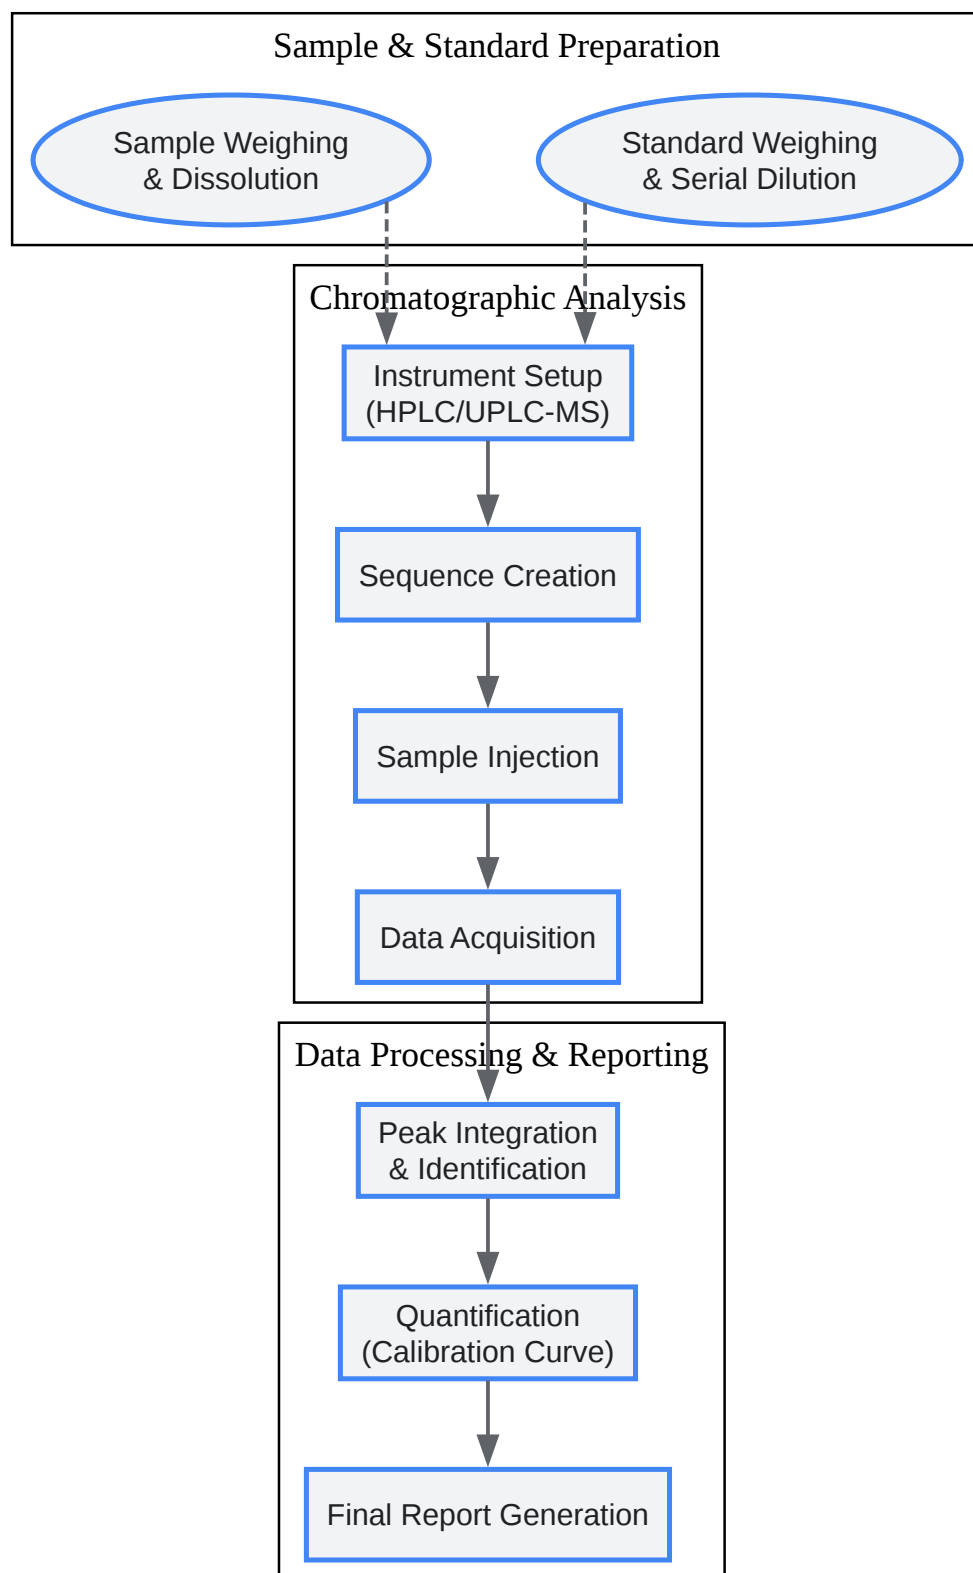 Sample & Standard Preparation
Sample Weighing
& Dissolution
Standard Weighing
& Serial Dilution
Chromatographic Analysis
Instrument Setup
(HPLC/UPLC-MS)
Sequence Creation
Sample Injection
Data Acquisition
Data Processing & Reporting
Peak Integration
& Identification
Quantification
(Calibration Curve)
Final Report Generation